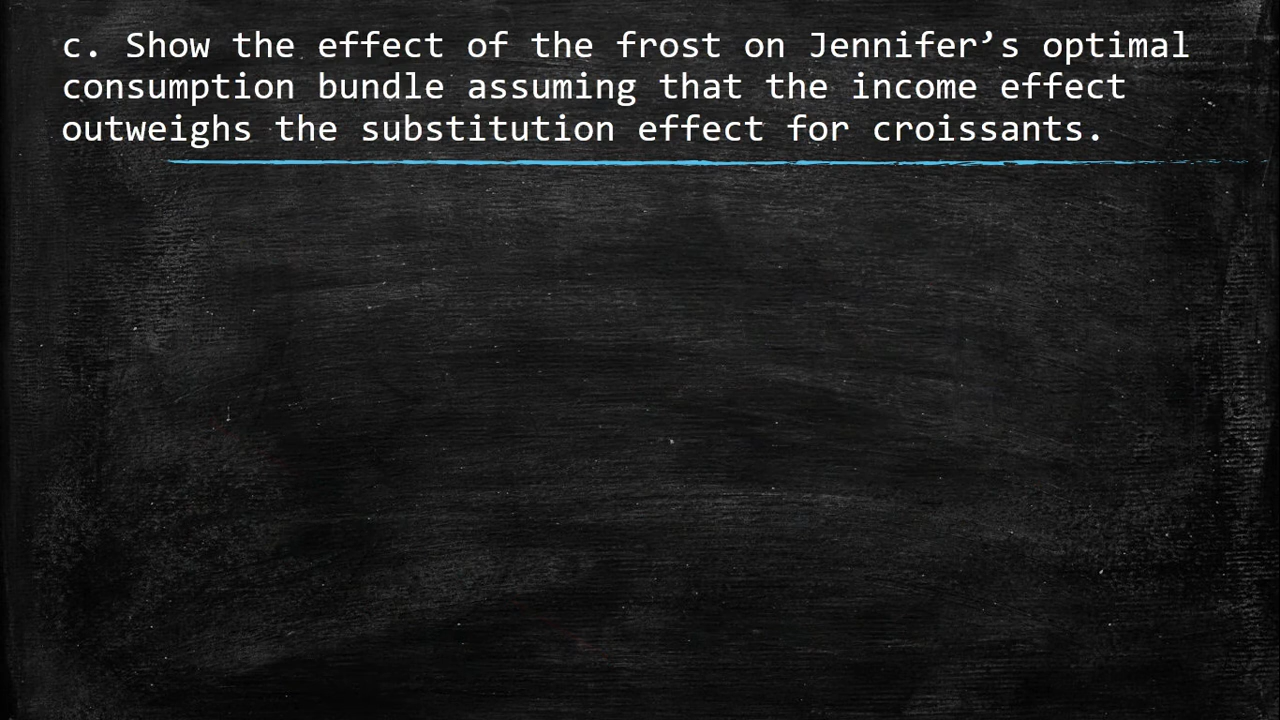 c. Show the effect of the frost on Jennifer’s optimal
consumption bundle assuming that the income effect
outweighs the substitution effect for croissants.